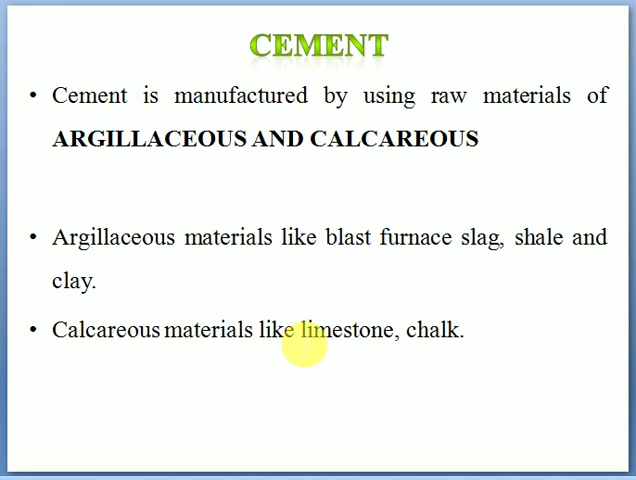 CEMENT
• Cement is manufactured by using raw materials of
ARGILLACEOUS AND CALCAREOUS
• Argillaceous materials like blast furnace slag, shale and
clay.
• Calcareous materials like limestone, chalk.